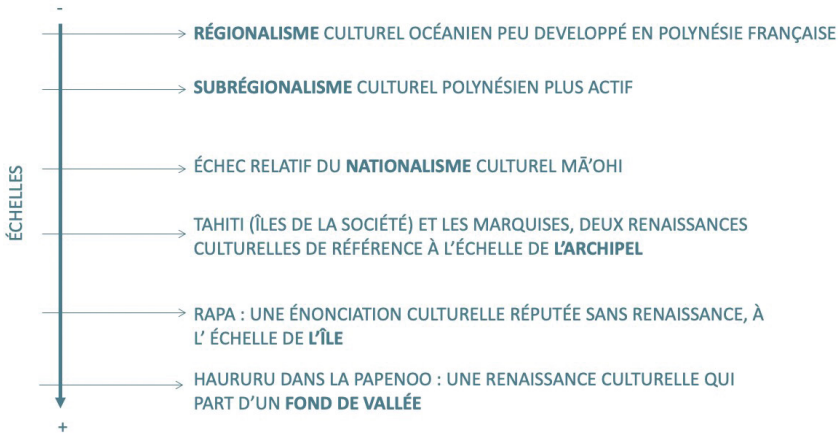 -
RÉGIONALISME CULTUREL OCÉANIEN PEU DEVELOPPÉ EN POLYNÉSIE FRANÇAISE
SUBRÉGIONALISME CULTUREL POLYNÉSIEN PLUS ACTIF
ÉCHELLES
ÉCHEC RELATIF DU NATIONALISME CULTUREL MĀ’OHI
TAHITI (ÎLES DE LA SOCIÉTÉ) ET LES MARQUISES, DEUX RENAISSANCES
CULTURELLES DE RÉFÉRENCE À L’ÉCHELLE DE L’ARCHIPEL
RAPA : UNE ÉNONCIATION CULTURELLE RÉPUTÉE SANS RENAISSANCE, À
L’ ÉCHELLE DE L’ÎLE
HAURURU DANS LA PAPENOO : UNE RENAISSANCE CULTURELLE QUI
PART D’UN FOND DE VALLÉE
+